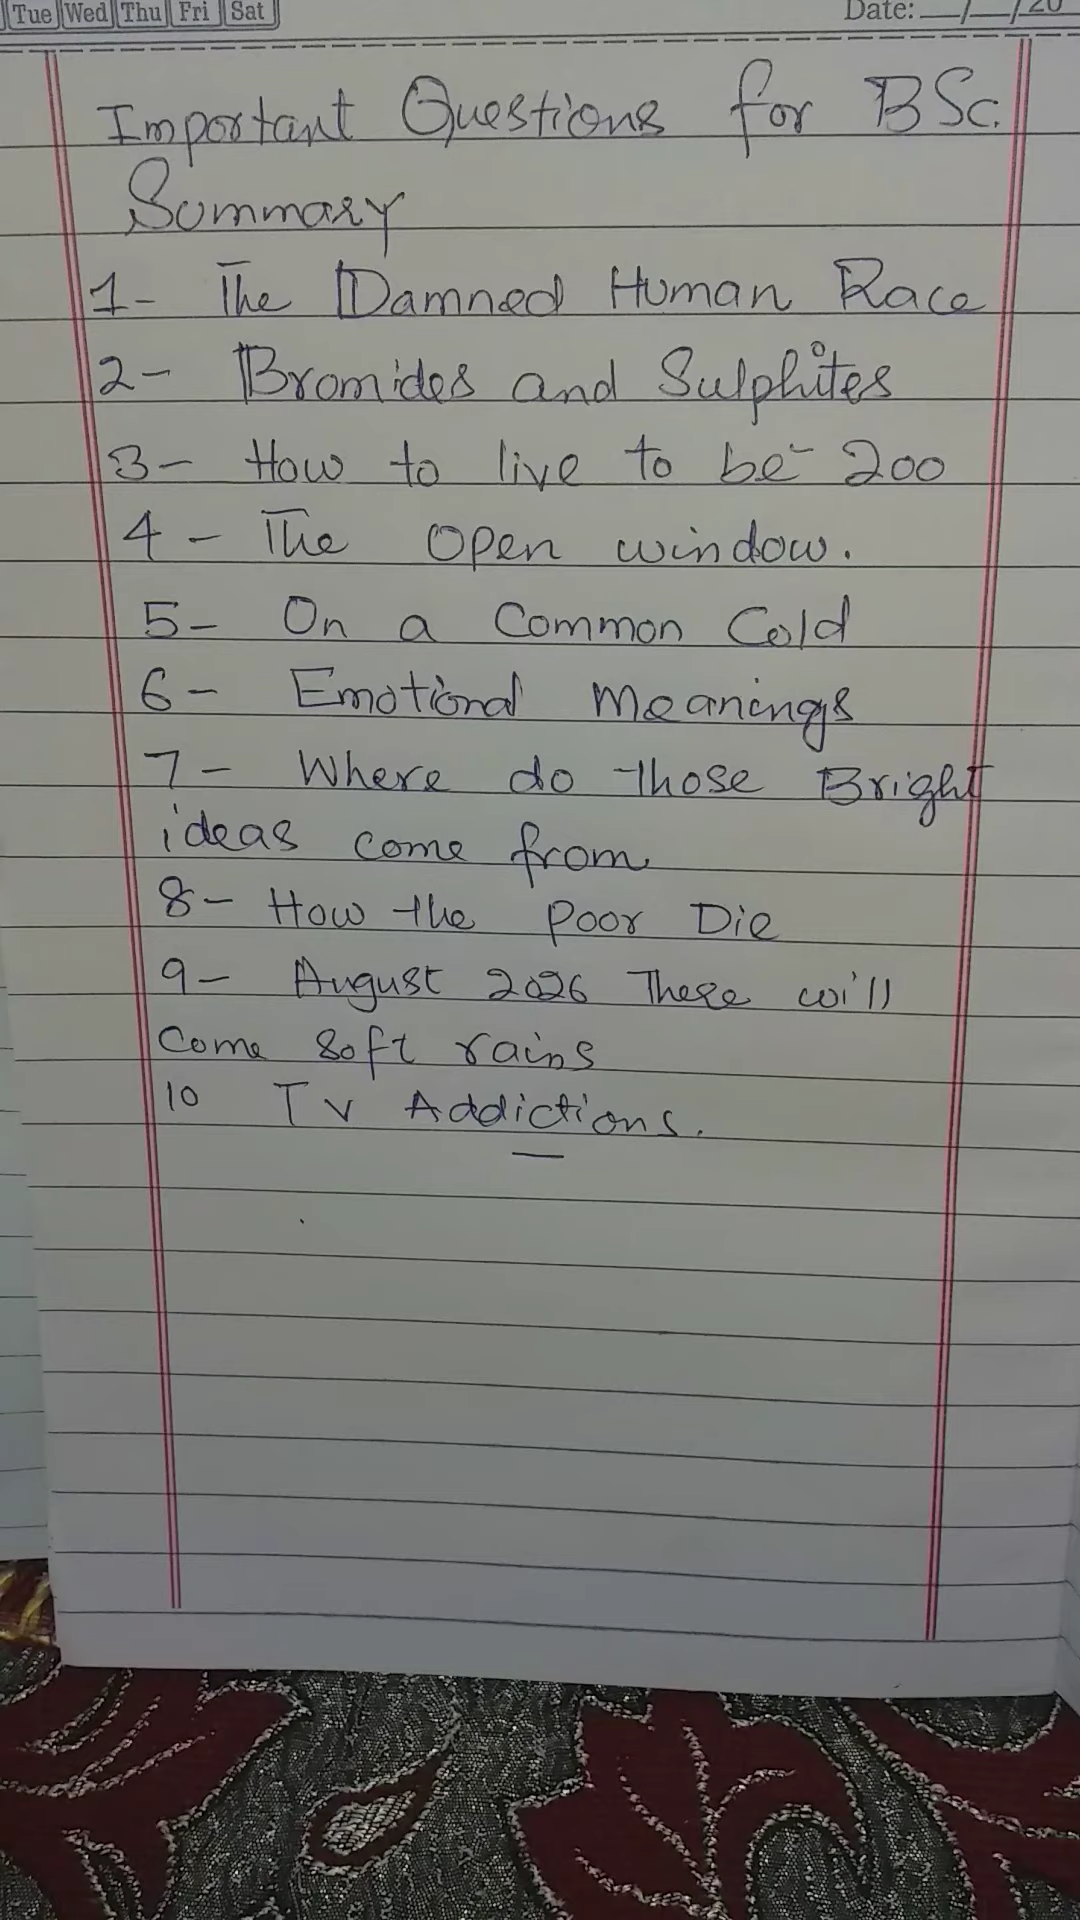 Tue Wed Thu Fri Sat Date: __/__/20
Important Questions for BSc.
Summary
1- The Damned Human Race
2- Bromides and Sulphites
3- How to live to be 200
4- The Open window.
5- On a Common Cold
6- Emotional Meanings
7- Where do those Bright
ideas come from
8- How the Poor Die
9- August 2026 There will
Come soft rains
10 TV Addictions.